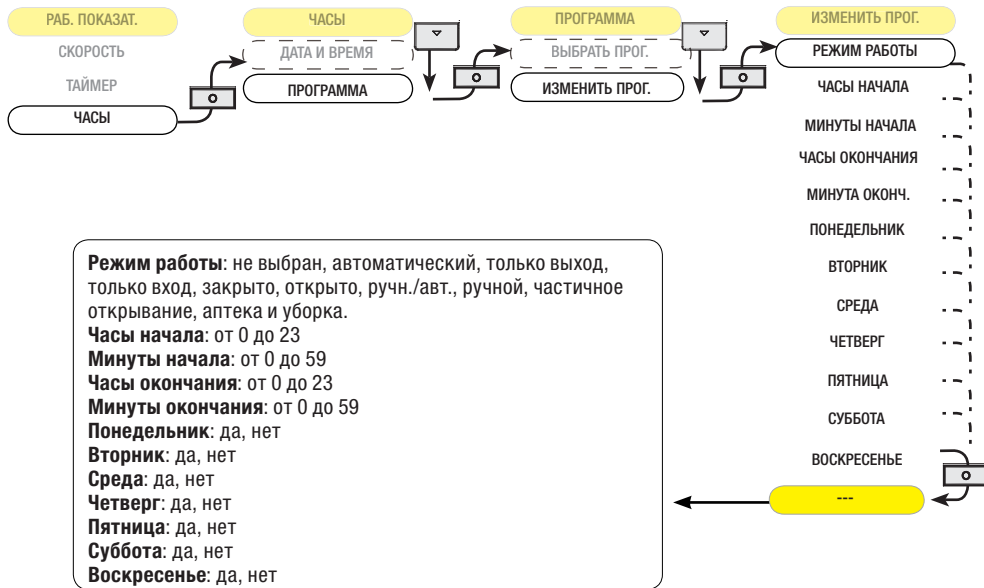 РАБ. ПОКАЗАТ.
СКОРОСТЬ
ТАЙМЕР
ЧАСЫ
ЧАСЫ
ДАТА И ВРЕМЯ
ПРОГРАММА
ПРОГРАММА
ВЫБРАТЬ ПРОГ.
ИЗМЕНИТЬ ПРОГ.
ИЗМЕНИТЬ ПРОГ.
РЕЖИМ РАБОТЫ
ЧАСЫ НАЧАЛА
МИНУТЫ НАЧАЛА
ЧАСЫ ОКОНЧАНИЯ
МИНУТА ОКОНЧ.
ПОНЕДЕЛЬНИК
ВТОРНИК
СРЕДА
ЧЕТВЕРГ
ПЯТНИЦА
СУББОТА
ВОСКРЕСЕНЬЕ
---
Режим работы: не выбран, автоматический, только выход,
только вход, закрыто, открыто, ручн./авт., ручной, частичное
открывание, аптека и уборка.
Часы начала: от 0 до 23
Минуты начала: от 0 до 59
Часы окончания: от 0 до 23
Минуты окончания: от 0 до 59
Понедельник: да, нет
Вторник: да, нет
Среда: да, нет
Четверг: да, нет
Пятница: да, нет
Суббота: да, нет
Воскресенье: да, нет